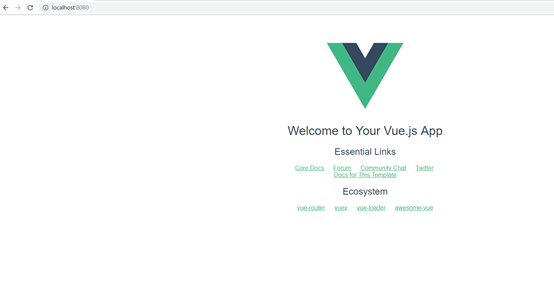 localhost:8080
Welcome to Your Vue.js App
Essential Links
Core Docs Forum Community Chat Twitter
Docs for This Template
Ecosystem
vue-router vuex vue-loader awesome-vue